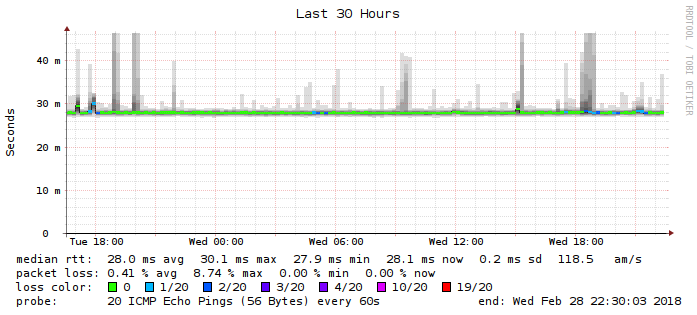 Last 30 Hours
RRDTOOL / TOBI OETIKER
Seconds
40 m
30 m
20 m
10 m
0
Tue 18:00 Wed 00:00 Wed 06:00 Wed 12:00 Wed 18:00
median rtt: 28.0 ms avg 30.1 ms max 27.9 ms min 28.1 ms now 0.2 ms sd 118.5 am/s
packet loss: 0.41 % avg 8.74 % max 0.00 % min 0.00 % now
loss color: 0 1/20 2/20 3/20 4/20 10/20 19/20
probe: 20 ICMP Echo Pings (56 Bytes) every 60s end: Wed Feb 28 22:30:03 2018